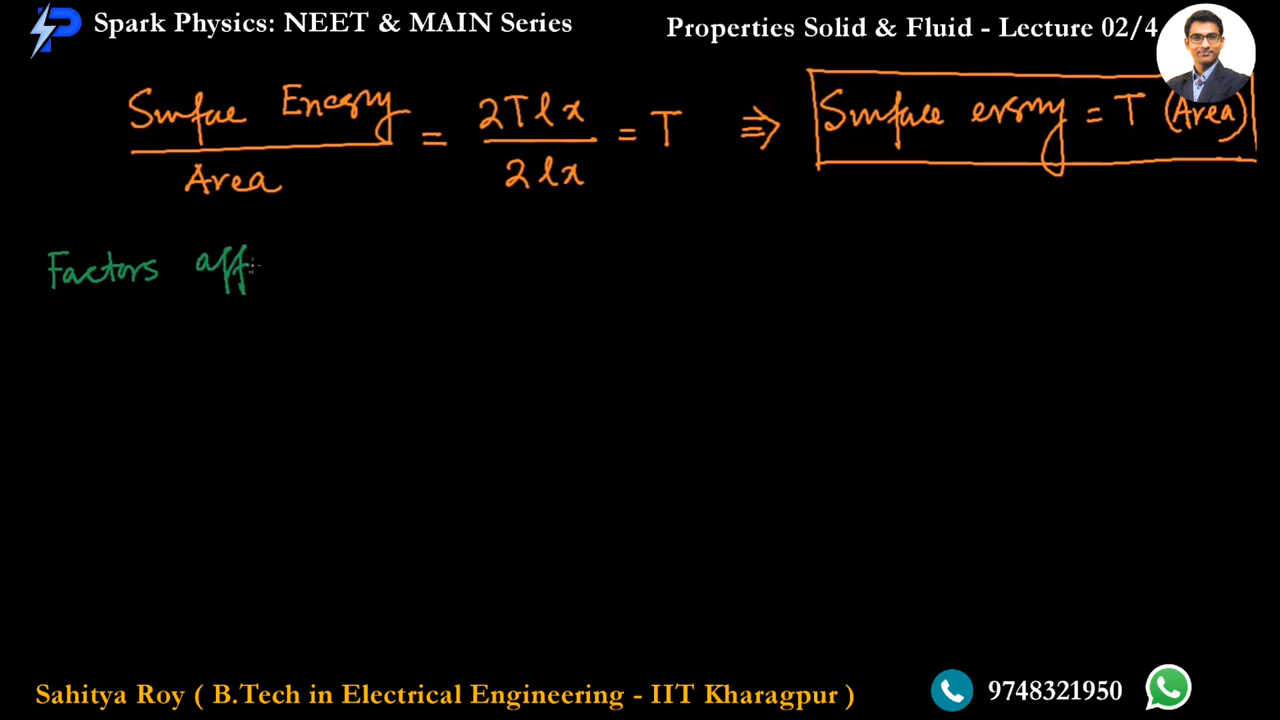 Spark Physics: NEET & MAIN Series
Properties Solid & Fluid - Lecture 02/4
Surfae Energy / Area = 2Tlx / 2lx = T ⇒ Surface energy = T (Area)
Factors aff
Sahitya Roy ( B.Tech in Electrical Engineering - IIT Kharagpur )
9748321950